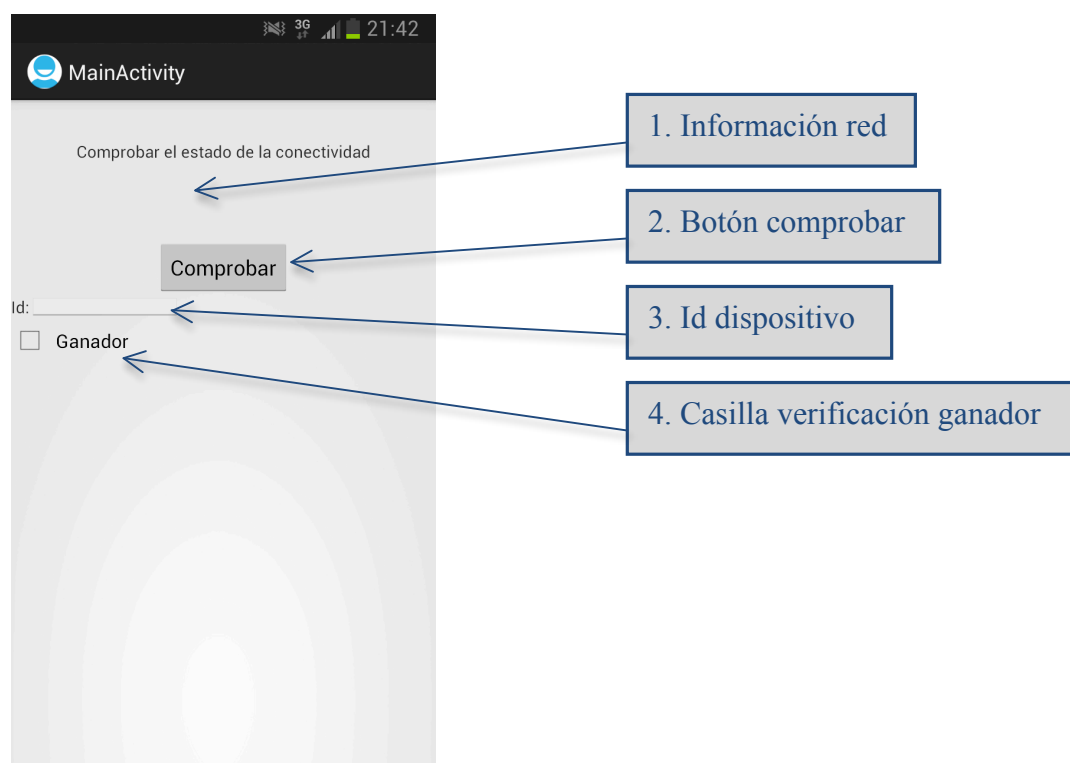 3G 21:42
MainActivity
Comprobar el estado de la conectividad
Comprobar
Id:
Ganador
1. Información red
2. Botón comprobar
3. Id dispositivo
4. Casilla verificación ganador